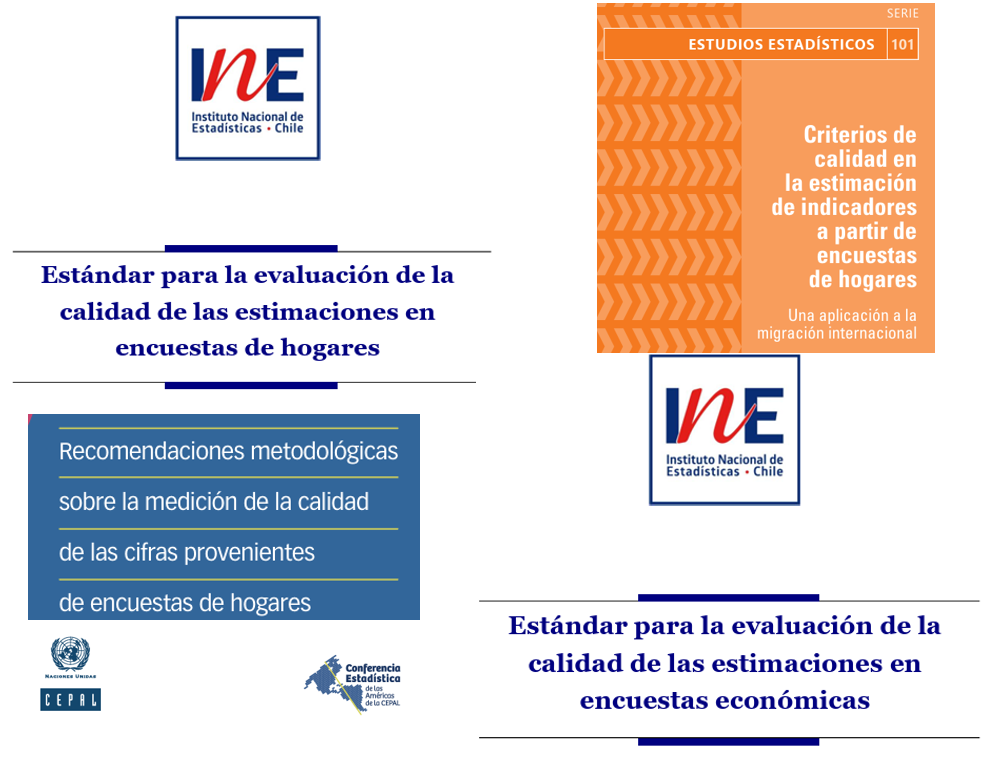 INE
Instituto Nacional de
Estadísticas • Chile
Estándar para la evaluación de la
calidad de las estimaciones en
encuestas de hogares
Recomendaciones metodológicas
sobre la medición de la calidad
de las cifras provenientes
de encuestas de hogares
NACIONES UNIDAS
CEPAL
Conferencia
Estadística
de las
Américas
de la CEPAL
SERIE
ESTUDIOS ESTADÍSTICOS 101
Criterios de
calidad en
la estimación
de indicadores
a partir de
encuestas
de hogares
Una aplicación a la
migración internacional
INE
Instituto Nacional de
Estadísticas • Chile
Estándar para la evaluación de la
calidad de las estimaciones en
encuestas económicas